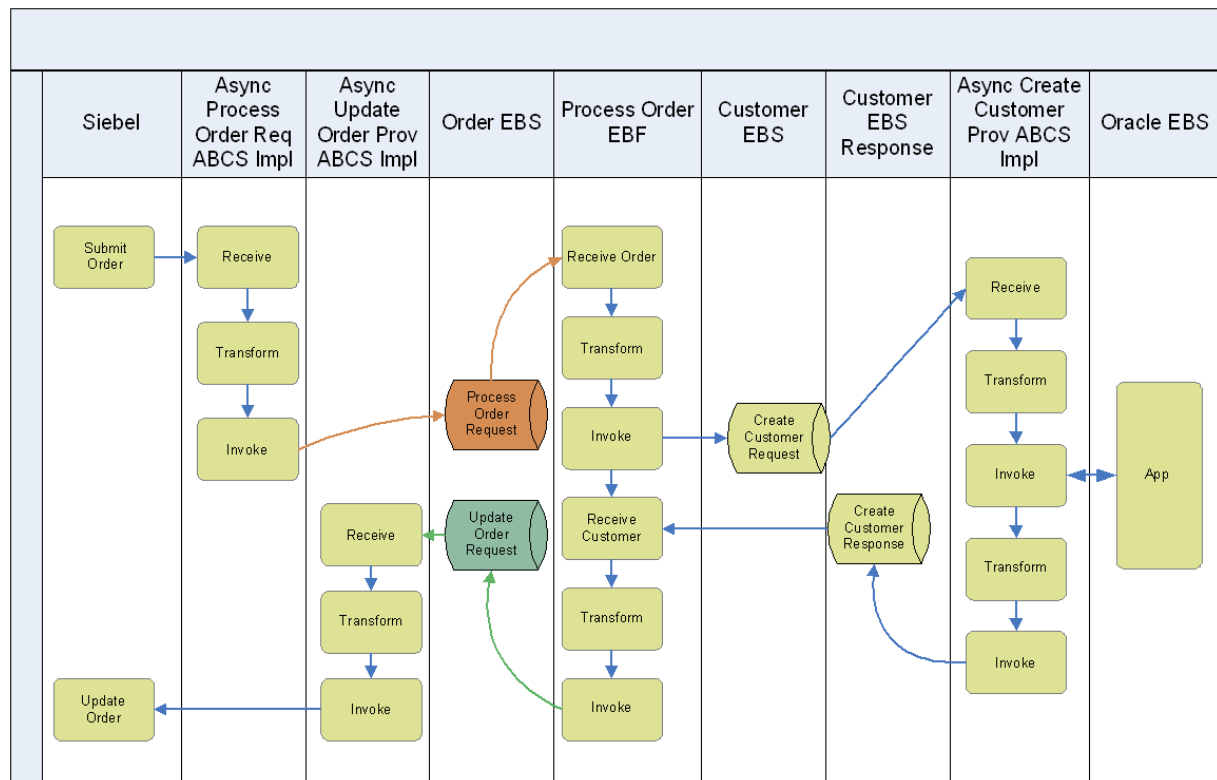 Siebel
Async
Process
Order Req
ABCS Impl
Async
Update
Order Prov
ABCS Impl
Order EBS
Process Order
EBF
Customer
EBS
Customer
EBS
Response
Async Create
Customer
Prov ABCS
Impl
Oracle EBS
Submit
Order
Update
Order
Receive
Transform
Invoke
Receive
Transform
Invoke
Process
Order
Request
Update
Order
Request
Receive Order
Transform
Invoke
Receive
Customer
Transform
Invoke
Create
Customer
Request
Create
Customer
Response
Receive
Transform
Invoke
Transform
Invoke
App